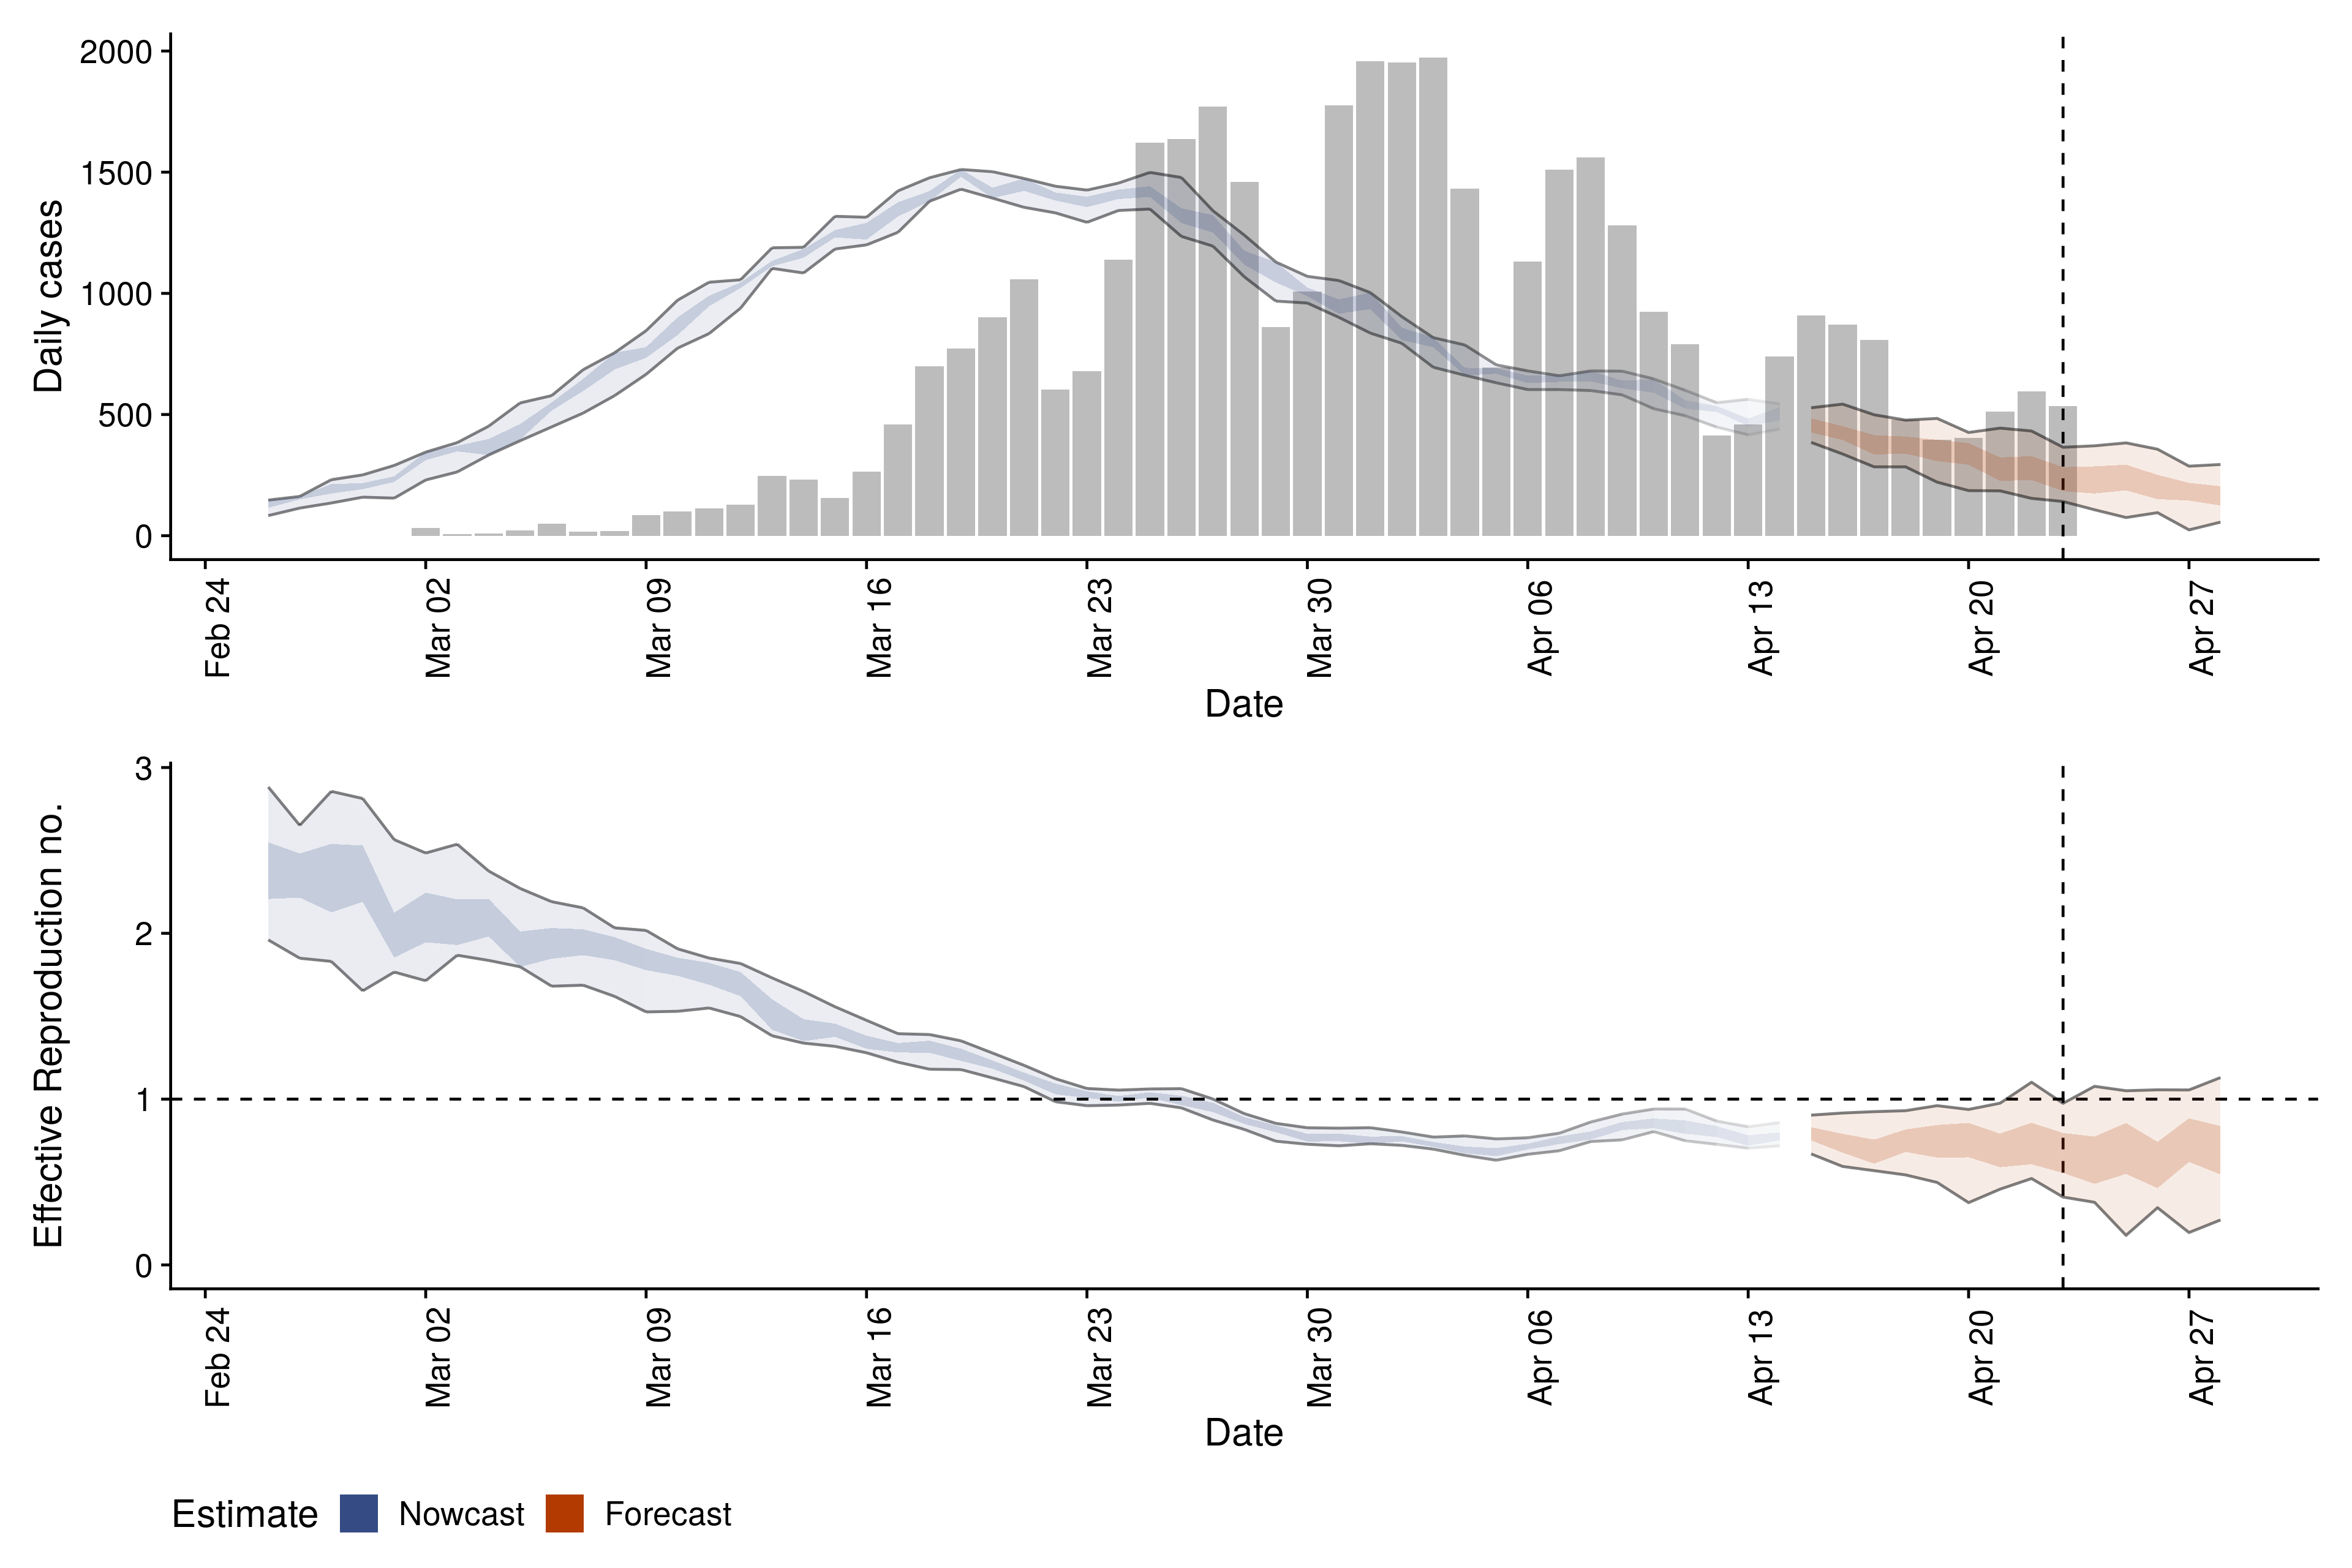 2000
1500
1000
500
0
Daily cases
Feb 24
Mar 02
Mar 09
Mar 16
Mar 23
Mar 30
Apr 06
Apr 13
Apr 20
Apr 27
Date
3
2
1
0
Effective Reproduction no.
Feb 24
Mar 02
Mar 09
Mar 16
Mar 23
Mar 30
Apr 06
Apr 13
Apr 20
Apr 27
Date
Estimate Nowcast Forecast